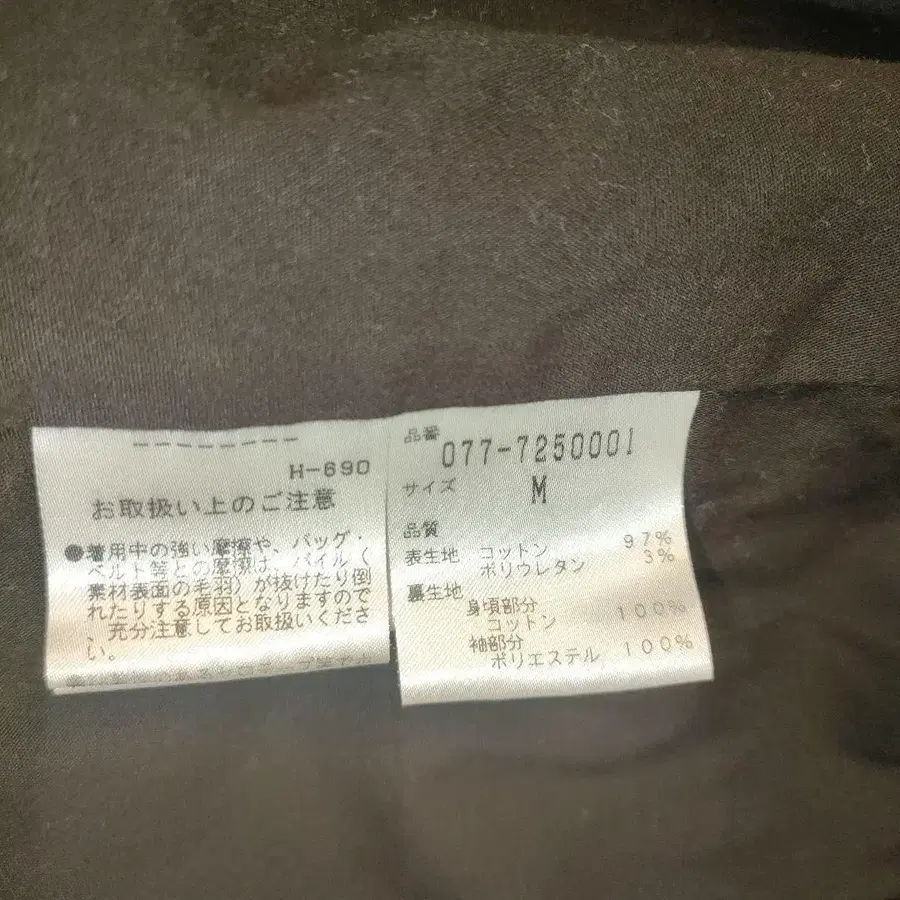 H-690
お取扱い上のご注意
●着用中の強い摩擦や、バッグ・
ベルト等との摩擦は、パイル(
素材表面の毛羽)が抜けたり倒
れたりする原因となりますので
、充分注意してお取扱いくださ
い。
品番
077-7250001
サイズ M
品質
表生地 コットン 97%
ポリウレタン 3%
裏生地
身頃部分
コットン 100%
袖部分
ポリエステル 100%